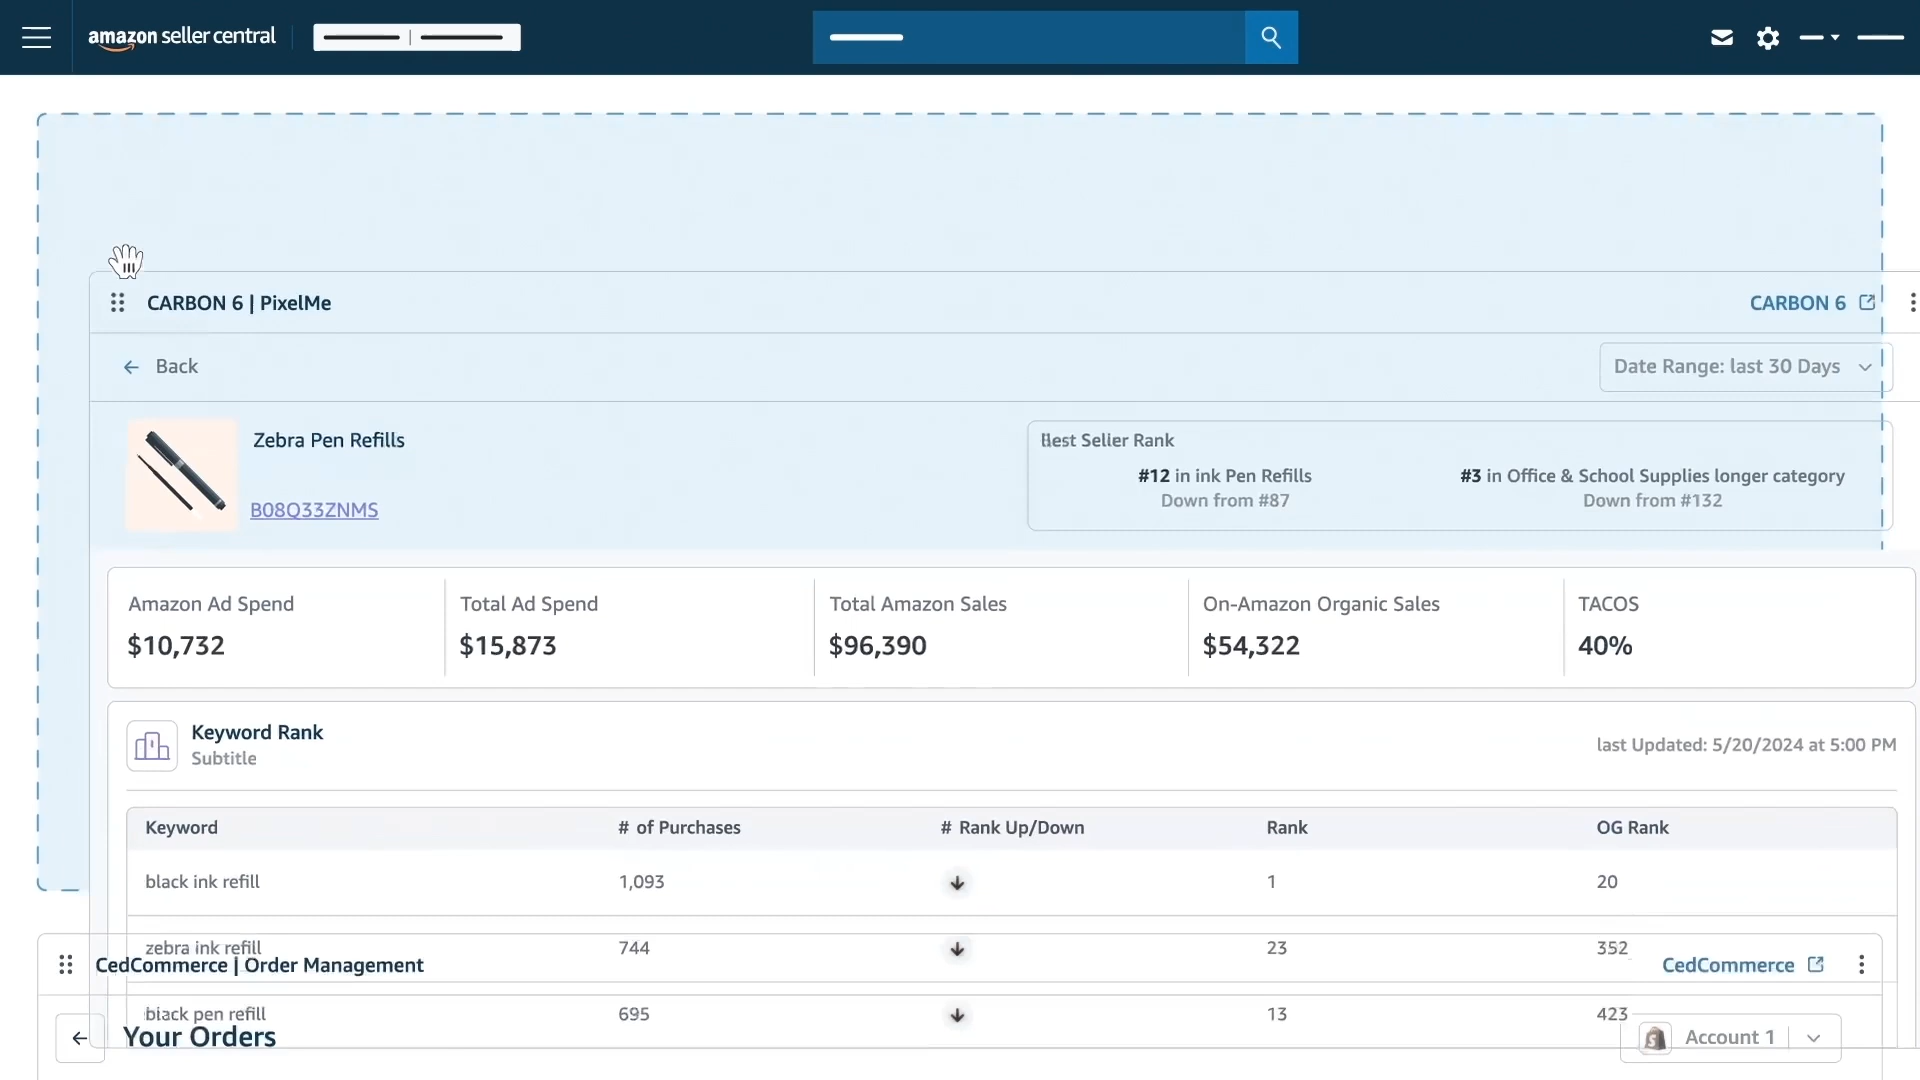 amazon seller central
CARBON 6 | PixelMe
CARBON 6
Back
Date Range: last 30 Days
Zebra Pen Refills
B08Q33ZNMS
Best Seller Rank
#12 in ink Pen Refills
Down from #87
#3 in Office & School Supplies longer category
Down from #132
Amazon Ad Spend
$10,732
Total Ad Spend
$15,873
Total Amazon Sales
$96,390
On-Amazon Organic Sales
$54,322
TACOS
40%
Keyword Rank
Subtitle
last Updated: 5/20/2024 at 5:00 PM
Keyword # of Purchases # Rank Up/Down Rank OG Rank
black ink refill 1,093 1 20
zebra ink refill 744 23 352
CedCommerce | Order Management
CedCommerce
black pen refill 695 13 423
Your Orders
Account 1